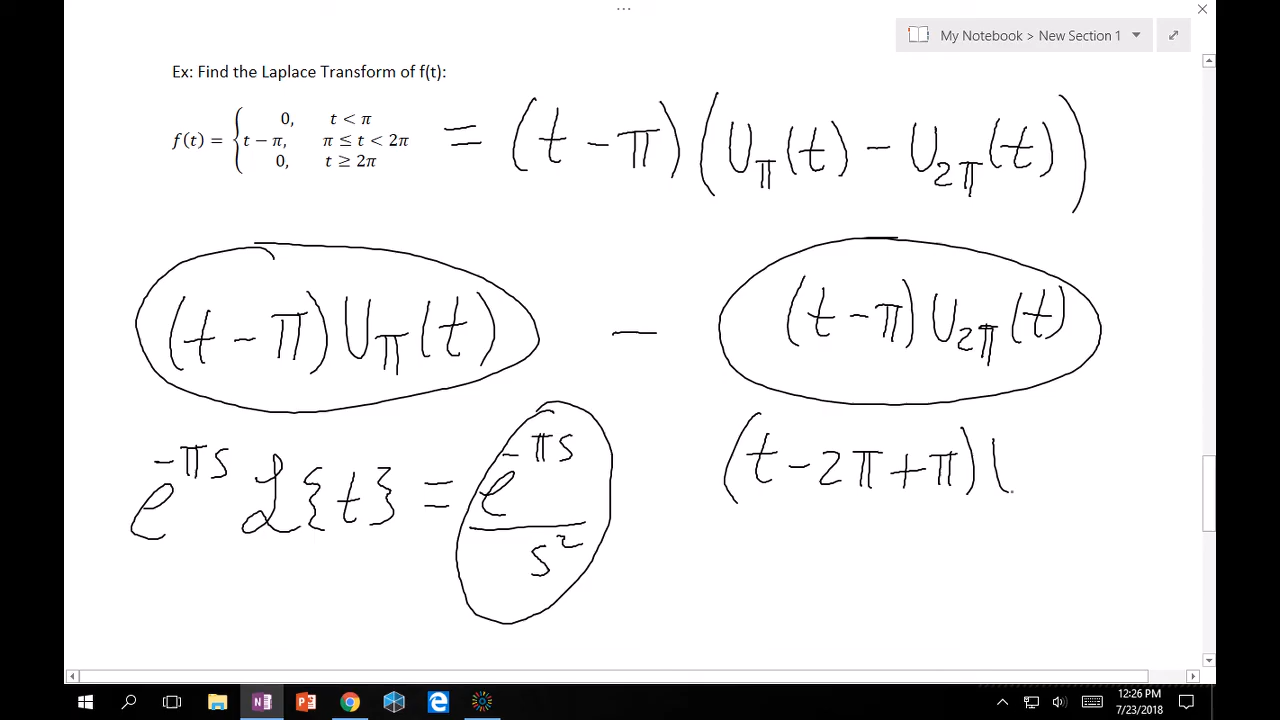 My Notebook > New Section 1
Ex: Find the Laplace Transform of f(t):
0, t < π
f(t) = { t − π, π ≤ t < 2π = (t − π)(U_π(t) − U_2π(t))
0, t ≥ 2π
(t − π)U_π(t) − (t − π)U_2π(t)
e^{−πs} ℒ{t} = e^{−πs}/s² (t − 2π + π)
12:26 PM
7/23/2018